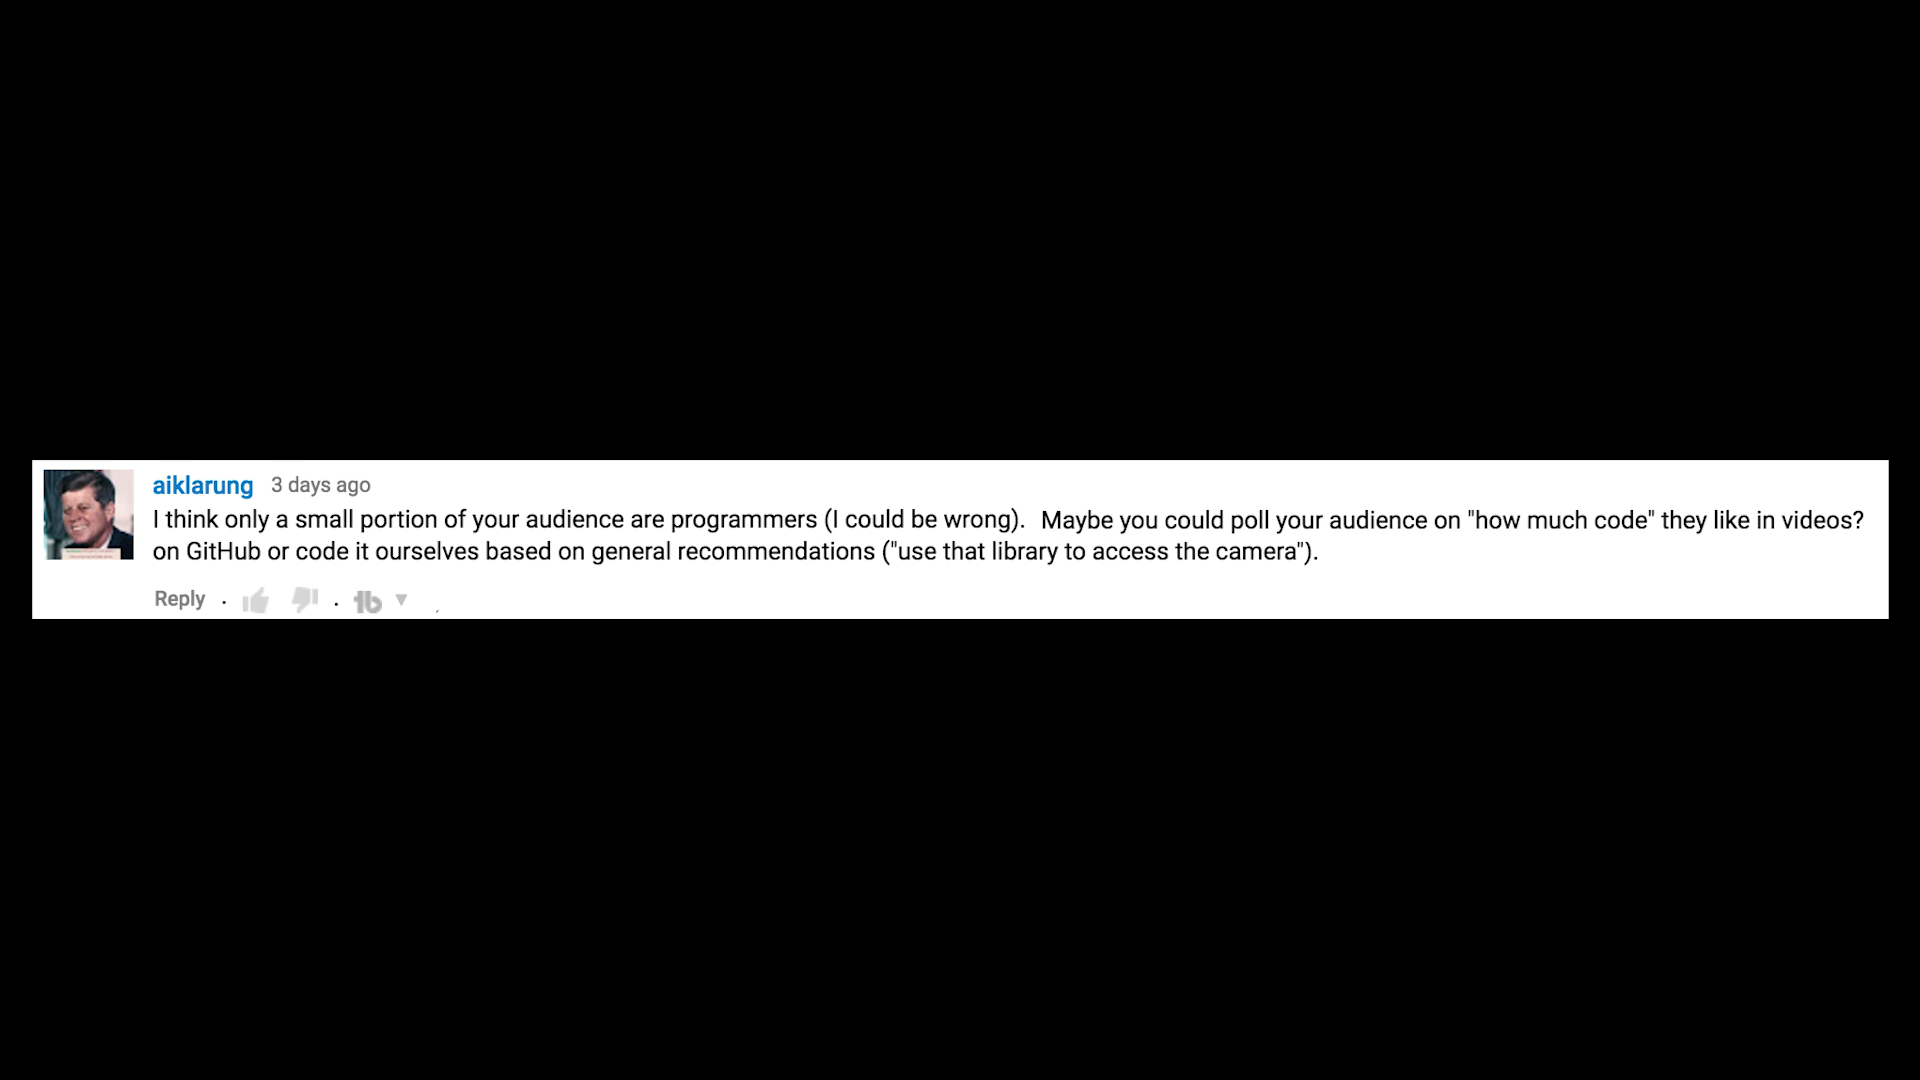 aiklarung 3 days ago
I think only a small portion of your audience are programmers (I could be wrong). Maybe you could poll your audience on "how much code" they like in videos?
on GitHub or code it ourselves based on general recommendations ("use that library to access the camera").
Reply